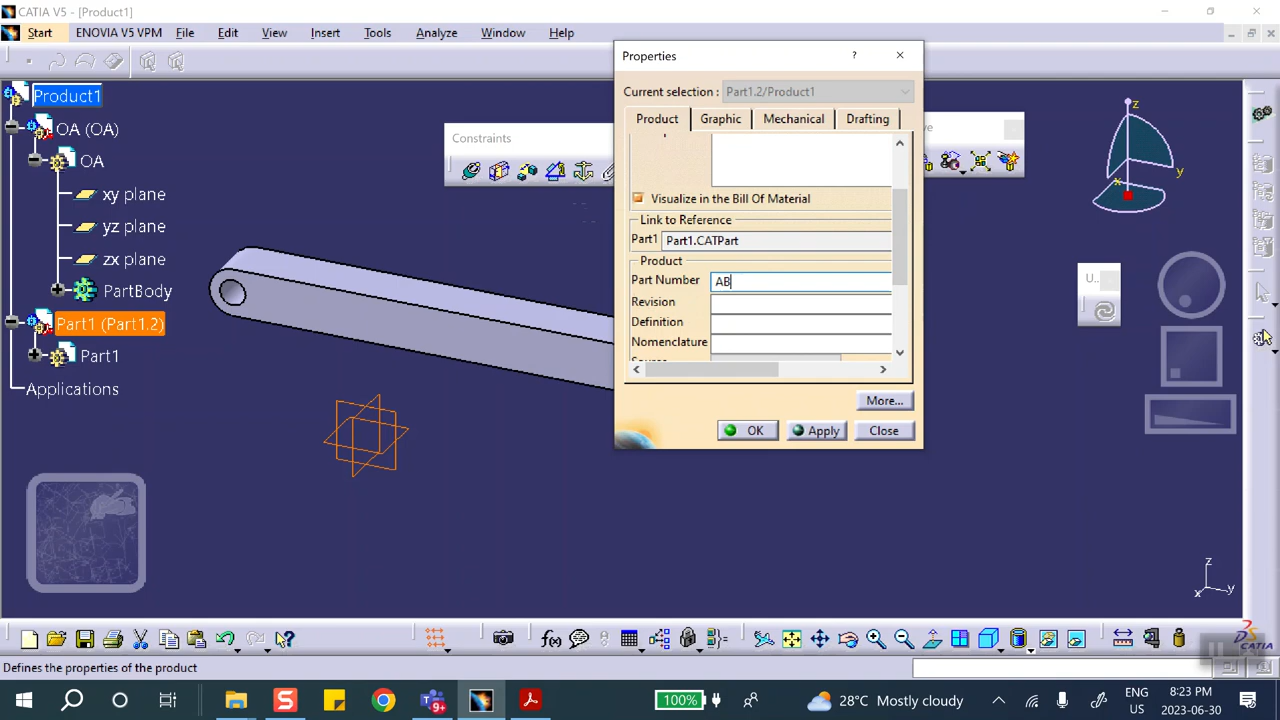 CATIA V5 - [Product1]
Start ENOVIA V5 VPM File Edit View Insert Tools Analyze Window Help
Properties
Current selection : Part1.2/Product1
Product Graphic Mechanical Drafting
Visualize in the Bill Of Material
Link to Reference
Part1 Part1.CATPart
Product
Part Number AB
Revision
Definition
Nomenclature
More...
OK Apply Close
Constraints
U..
Product1
OA (OA)
OA
xy plane
yz plane
zx plane
PartBody
Part1 (Part1.2)
Part1
Applications
z
y
x
z
y
x
f(x)
CATIA
Defines the properties of the product
9+
100%
28°C Mostly cloudy
ENG
US
8:23 PM
2023-06-30